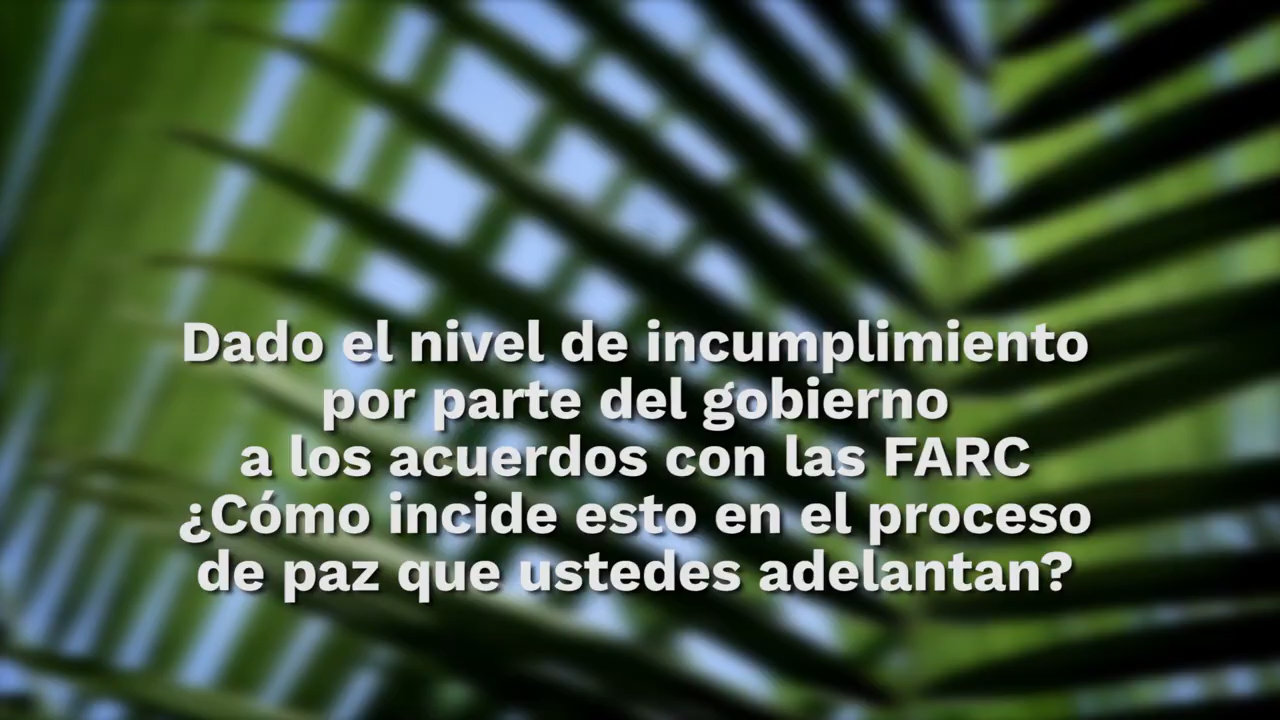 Dado el nivel de incumplimiento
por parte del gobierno
a los acuerdos con las FARC
¿Cómo incide esto en el proceso
de paz que ustedes adelantan?